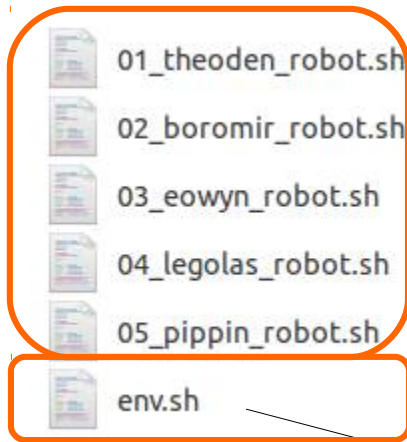 01_theoden_robot.sh
02_boromir_robot.sh
03_eowyn_robot.sh
04_legolas_robot.sh
05_pippin_robot.sh
env.sh